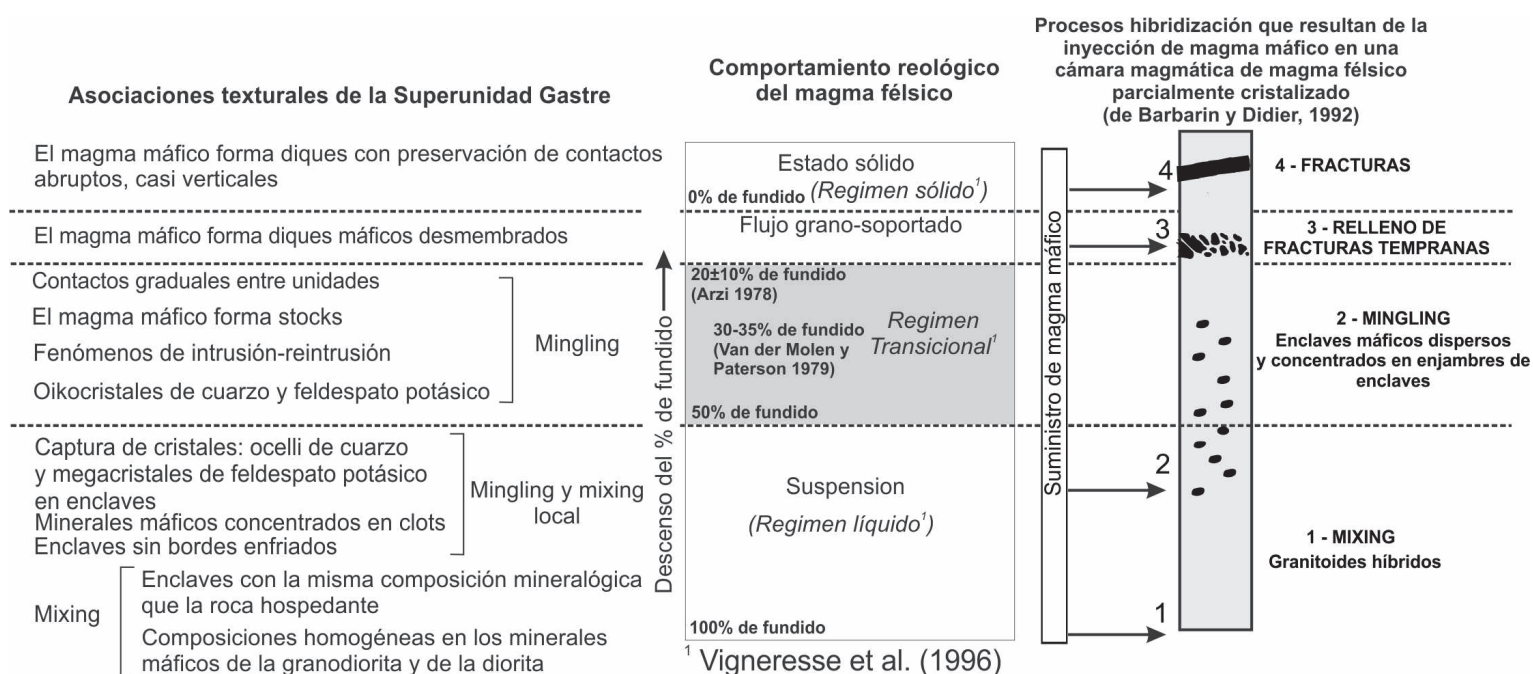 Asociaciones texturales de la Superunidad Gastre
El magma máfico forma diques con preservación de contactos
abruptos, casi verticales
El magma máfico forma diques máficos desmembrados
Contactos graduales entre unidades
El magma máfico forma stocks
Fenómenos de intrusión-reintrusión
Oikocristales de cuarzo y feldespato potásico
Mingling
Captura de cristales: ocelli de cuarzo
y megacristales de feldespato potásico
en enclaves
Minerales máficos concentrados en clots
Enclaves sin bordes enfriados
Mingling y mixing
local
Mixing
Enclaves con la misma composición mineralógica
que la roca hospedante
Composiciones homogéneas en los minerales
máficos de la granodiorita y de la diorita
Descenso del % de fundido
Comportamiento reológico
del magma félsico
Estado sólido
0% de fundido (Regimen sólido¹)
Flujo grano-soportado
20±10% de fundido
(Arzi 1978)
30-35% de fundido
(Van der Molen y
Paterson 1979)
Regimen
Transicional¹
50% de fundido
Suspension
(Regimen líquido¹)
100% de fundido
¹ Vigneresse et al. (1996)
Suministro de magma máfico
Procesos hibridización que resultan de la
inyección de magma máfico en una
cámara magmática de magma félsico
parcialmente cristalizado
(de Barbarin y Didier, 1992)
4
3
2
1
4 - FRACTURAS
3 - RELLENO DE
FRACTURAS TEMPRANAS
2 - MINGLING
Enclaves máficos dispersos
y concentrados en enjambres de
enclaves
1 - MIXING
Granitoides híbridos